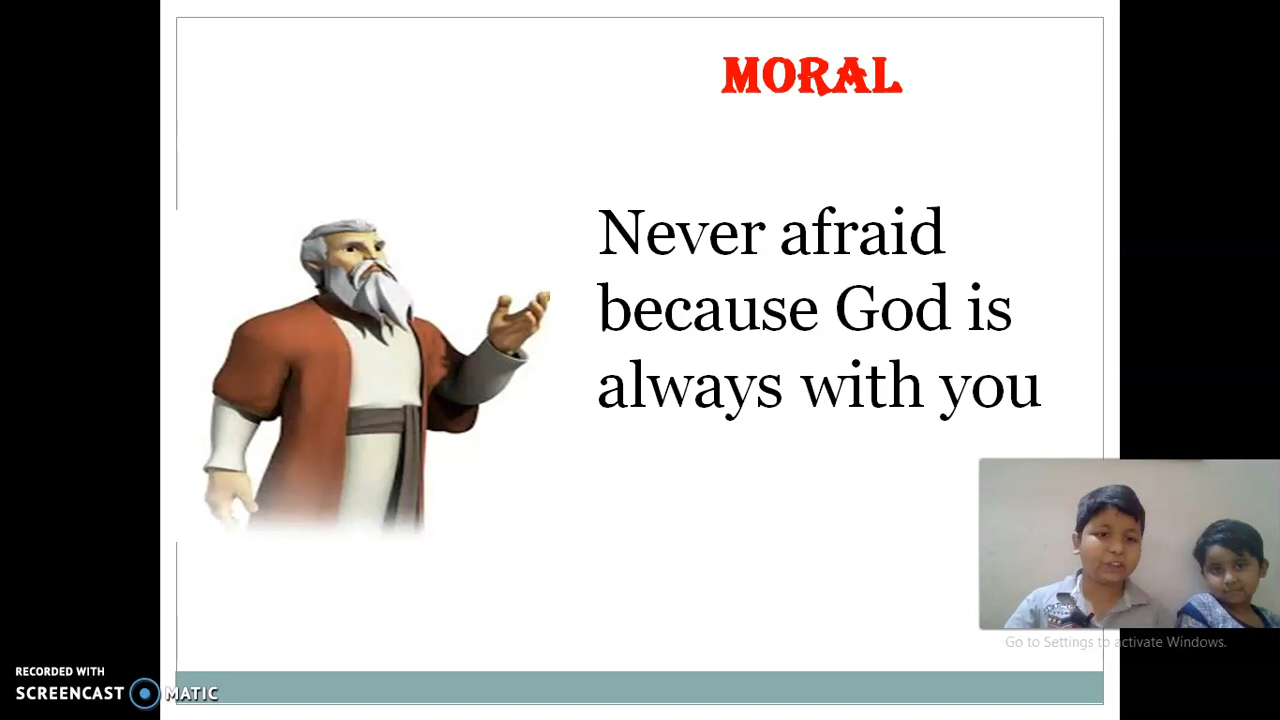 MORAL
Never afraid
because God is
always with you
Go to Settings to activate Windows.
RECORDED WITH
SCREENCAST MATIC